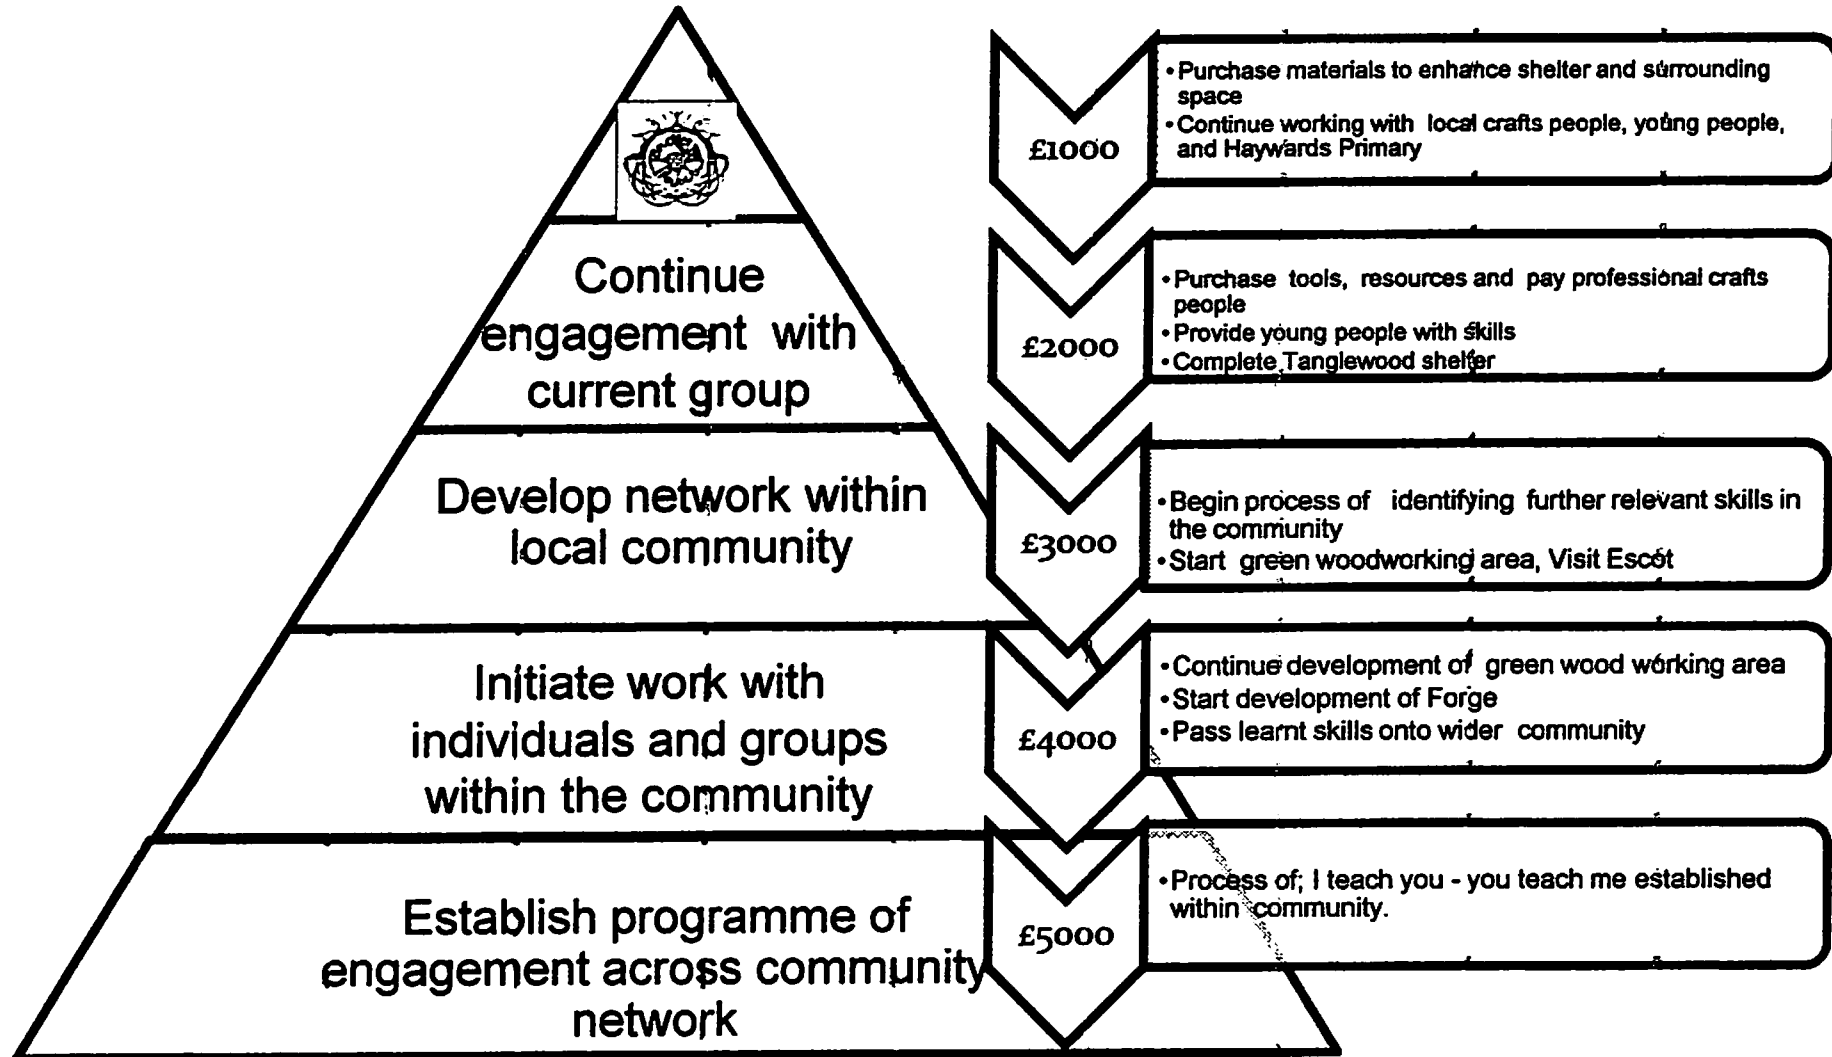 Continue
engagement with
current group
Develop network within
local community
Initiate work with
individuals and groups
within the community
Establish programme of
engagement across community
network
£1000
• Purchase materials to enhance shelter and surrounding
space
• Continue working with local crafts people, young people,
and Haywards Primary
£2000
• Purchase tools, resources and pay professional crafts
people
• Provide young people with skills
• Complete Tanglewood shelter
£3000
• Begin process of identifying further relevant skills in
the community
• Start green woodworking area, Visit Escot
£4000
• Continue development of green wood working area
• Start development of Forge
• Pass learnt skills onto wider community
£5000
• Process of; I teach you - you teach me established
within community.